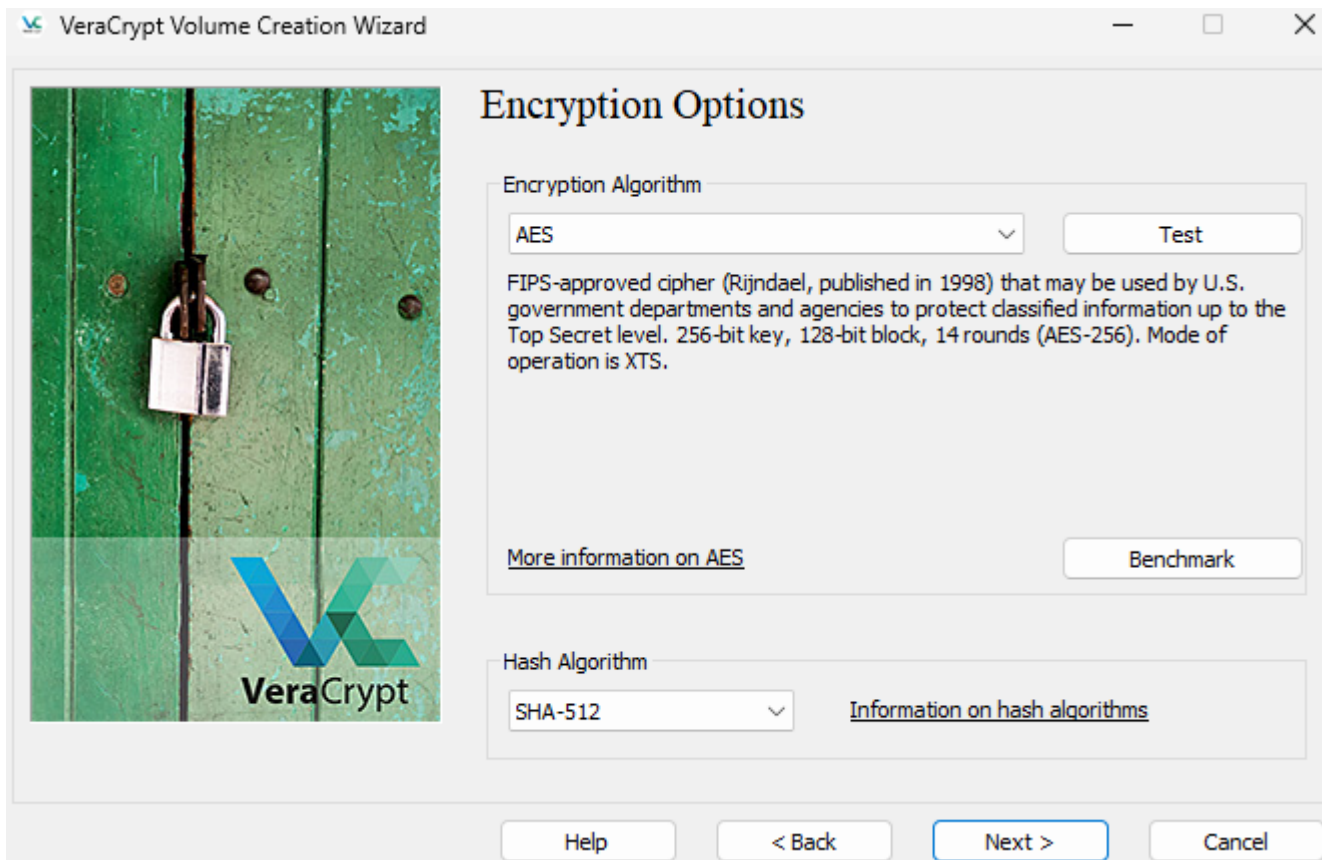 VeraCrypt Volume Creation Wizard
Encryption Options
Encryption Algorithm
AES
Test
FIPS-approved cipher (Rijndael, published in 1998) that may be used by U.S.
government departments and agencies to protect classified information up to the
Top Secret level. 256-bit key, 128-bit block, 14 rounds (AES-256). Mode of
operation is XTS.
More information on AES
Benchmark
VeraCrypt
Hash Algorithm
SHA-512
Information on hash algorithms
Help
< Back
Next >
Cancel